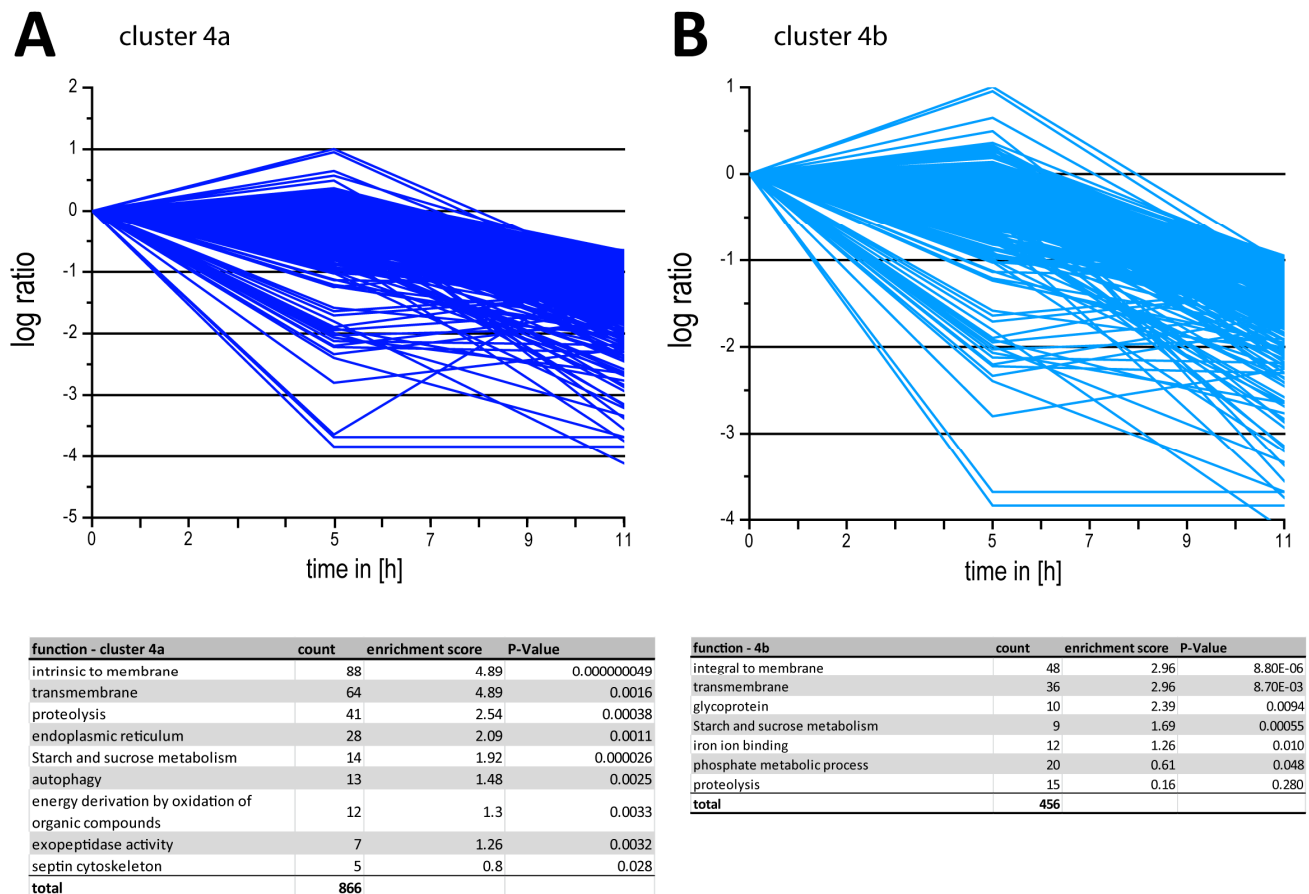 A cluster 4a
2
1
0
-1
-2
-3
-4
-5
log ratio
0 2 5 7 9 11
time in [h]
B cluster 4b
1
0
-1
-2
-3
-4
log ratio
0 2 5 7 9 11
time in [h]
function - cluster 4a count enrichment score P-Value
intrinsic to membrane 88 4.89 0.000000049
transmembrane 64 4.89 0.0016
proteolysis 41 2.54 0.00038
endoplasmic reticulum 28 2.09 0.0011
Starch and sucrose metabolism 14 1.92 0.000026
autophagy 13 1.48 0.0025
energy derivation by oxidation of
organic compounds 12 1.3 0.0033
exopeptidase activity 7 1.26 0.0032
septin cytoskeleton 5 0.8 0.028
total 866
function - 4b count enrichment score P-Value
integral to membrane 48 2.96 8.80E-06
transmembrane 36 2.96 8.70E-03
glycoprotein 10 2.39 0.0094
Starch and sucrose metabolism 9 1.69 0.00055
iron ion binding 12 1.26 0.010
phosphate metabolic process 20 0.61 0.048
proteolysis 15 0.16 0.280
total 456